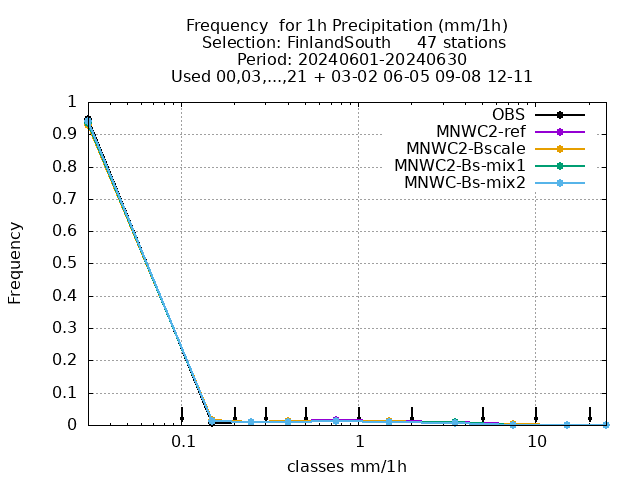 Frequency  for 1h Precipitation (mm/1h)
Selection: FinlandSouth     47 stations
Period: 20240601-20240630
Used 00,03,...,21 + 03-02 06-05 09-08 12-11
OBS
MNWC2-ref
MNWC2-Bscale
MNWC2-Bs-mix1
MNWC-Bs-mix2
Frequency
1
0.9
0.8
0.7
0.6
0.5
0.4
0.3
0.2
0.1
0
0.1 1 10
classes mm/1h